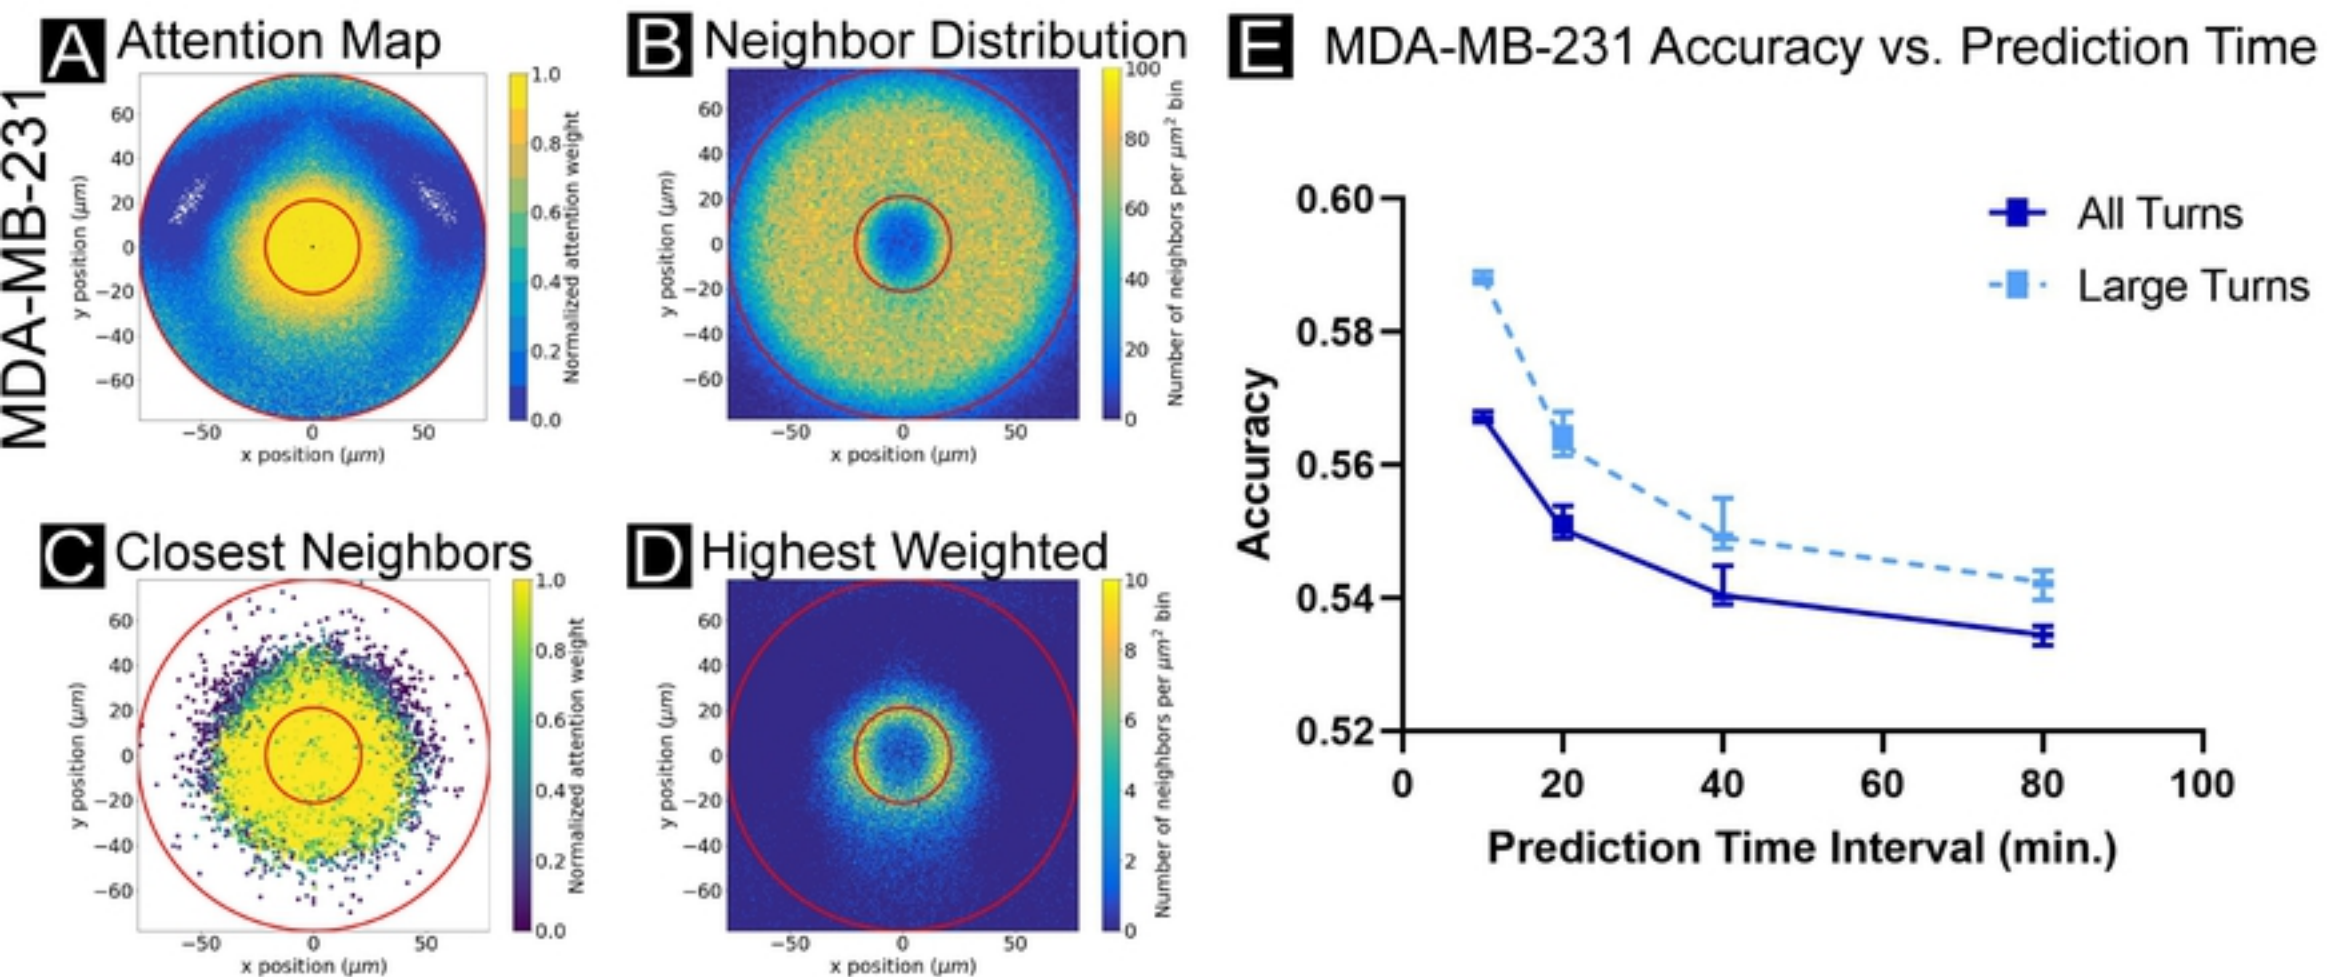 A Attention Map
MDA-MB-231
60
40
20
0
−20
−40
−60
y position (μm)
−50 0 50
x position (μm)
1.0
0.8
0.6
0.4
0.2
0.0
Normalized attention weight
B Neighbor Distribution
60
40
20
0
−20
−40
−60
y position (μm)
−50 0 50
x position (μm)
100
80
60
40
20
0
Number of neighbors per μm² bin
C Closest Neighbors
60
40
20
0
−20
−40
−60
y position (μm)
−50 0 50
x position (μm)
1.0
0.8
0.6
0.4
0.2
0.0
Normalized attention weight
D Highest Weighted
60
40
20
0
−20
−40
−60
y position (μm)
−50 0 50
x position (μm)
10
8
6
4
2
0
Number of neighbors per μm² bin
E MDA-MB-231 Accuracy vs. Prediction Time
All Turns
Large Turns
0.60
0.58
0.56
0.54
0.52
Accuracy
0 20 40 60 80 100
Prediction Time Interval (min.)